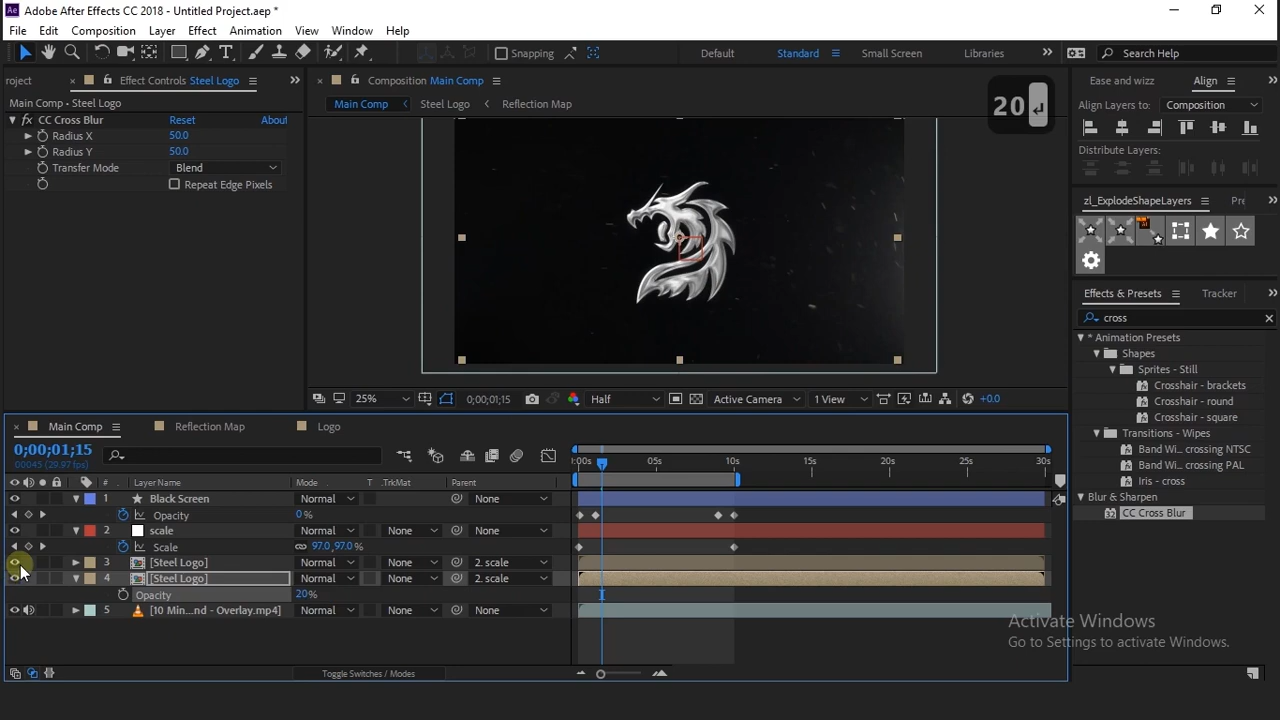 Ae Adobe After Effects CC 2018 - Untitled Project.aep *
File Edit Composition Layer Effect Animation View Window Help
Snapping Default Standard Small Screen Libraries Search Help
roject Effect Controls Steel Logo
Composition Main Comp
Ease and wizz Align
Main Comp • Steel Logo
Main Comp Steel Logo Reflection Map
20
Align Layers to: Composition
fx CC Cross Blur Reset About
Radius X 50.0
Radius Y 50.0
Transfer Mode Blend
Repeat Edge Pixels
Distribute Layers:
zl_ExplodeShapeLayers Pre
Effects & Presets Tracker
cross
* Animation Presets
Shapes
Sprites - Still
Crosshair - brackets
Crosshair - round
Crosshair - square
Transitions - Wipes
Band Wi... crossing NTSC
Band Wi... crossing PAL
Iris - cross
Blur & Sharpen
32 CC Cross Blur
25% 0;00;01;15 Half Active Camera 1 View +0.0
Main Comp Reflection Map Logo
0;00;01;15
00045 (29.97 fps)
:00s 05s 10s 15s 20s 25s 30s
# Layer Name Mode T .TrkMat Parent
1 Black Screen Normal None
Opacity 0%
2 scale Normal None None
Scale 97.0,97.0%
3 [Steel Logo] Normal None 2. scale
4 [Steel Logo] Normal None 2. scale
Opacity 20%
5 [10 Min...nd - Overlay.mp4] Normal None None
Toggle Switches / Modes
Activate Windows
Go to Settings to activate Windows.